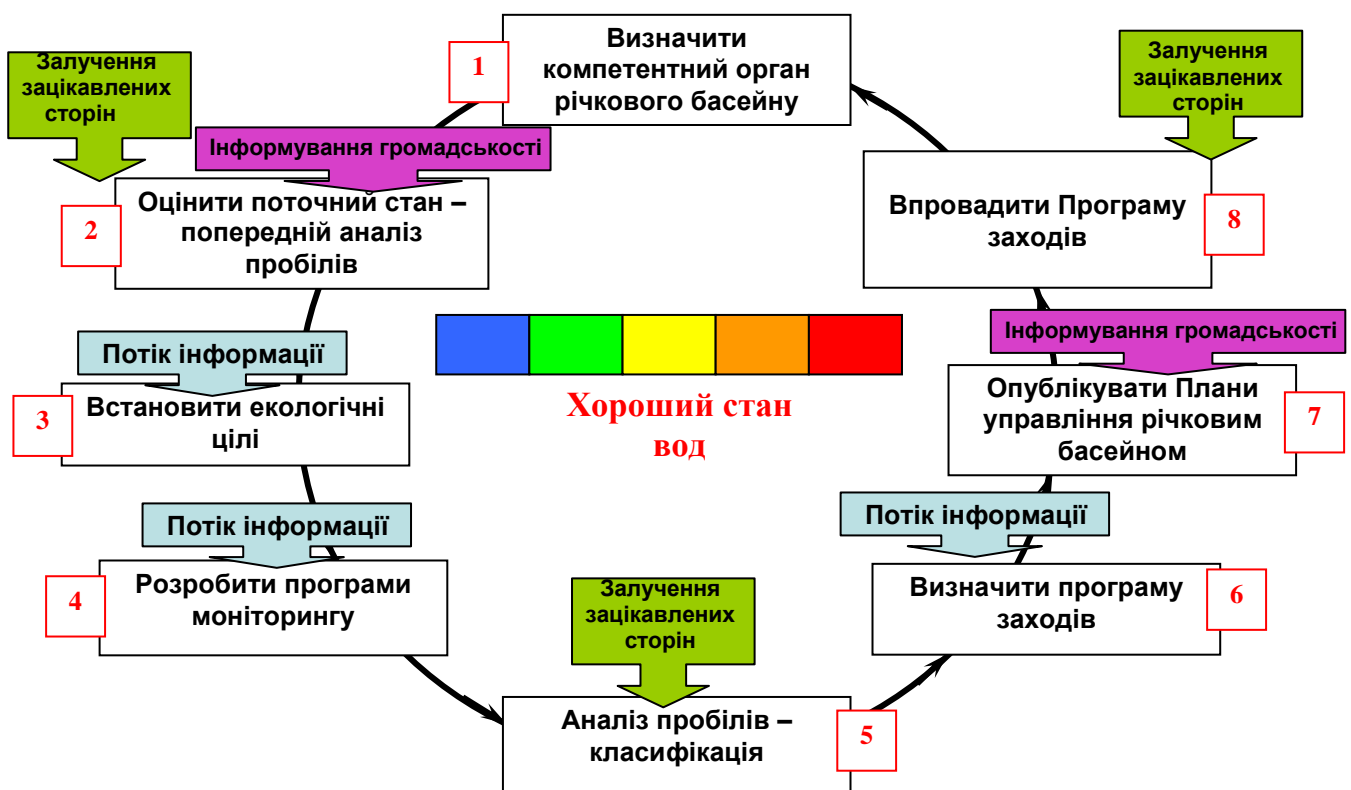 1
Визначити
компетентний орган
річкового басейну
Залучення
зацікавлених
сторін
Інформування громадськості
2
Оцінити поточний стан –
попередній аналіз
пробілів
Потік інформації
3
Встановити екологічні
цілі
Потік інформації
4
Розробити програми
моніторингу
Залучення
зацікавлених
сторін
Аналіз пробілів –
класифікація
5
Потік інформації
Визначити програму
заходів
6
Інформування громадськості
Опублікувати Плани
управління річковим
басейном
7
Залучення
зацікавлених
сторін
Впровадити Програму
заходів
8
Хороший стан
вод